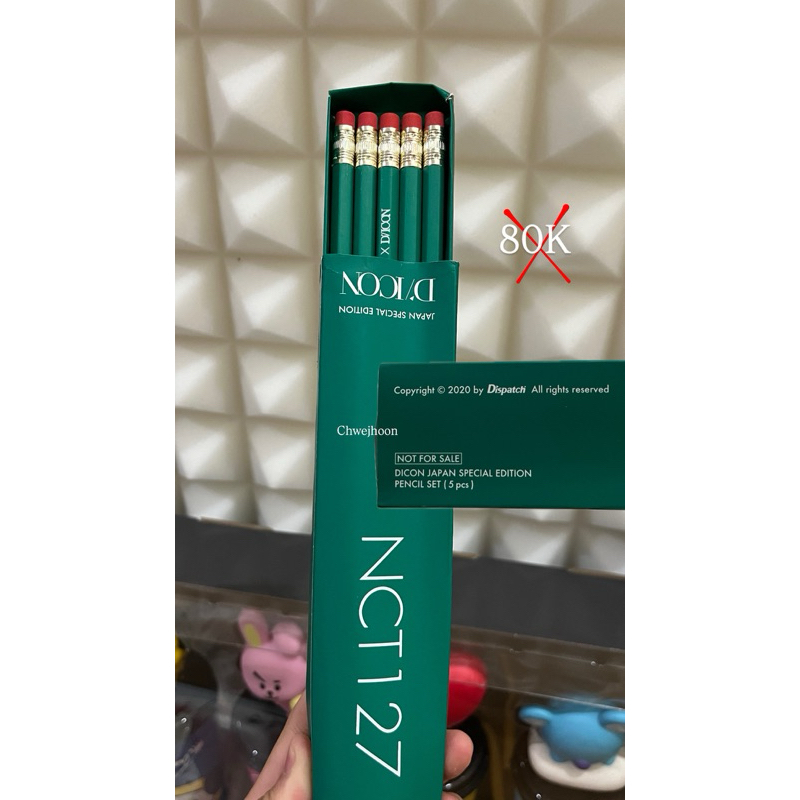 DICON X
D'ICON
JAPAN SPECIAL EDITION
80K
Copyright © 2020 by Dispatch All rights reserved
Chwejhoon
NOT FOR SALE
DICON JAPAN SPECIAL EDITION
PENCIL SET ( 5 pcs )
NCT127